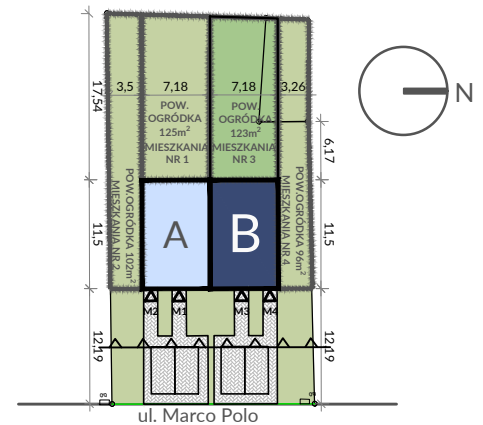 17,54
3,5
7,18
7,18
3,26
N
POW.
OGRÓDKA
125m²
MIESZKANIA
NR 1
POW.
OGRÓDKA
123m²
MIESZKANIA
NR 3
6,17
POW.OGRÓDKA 102m²
MIESZKANIA NR 2
POW.OGRÓDKA 96m²
MIESZKANIA NR 4
11,5
A
B
11,5
M2
M1
M3
M4
12,19
12,19
ul. Marco Polo